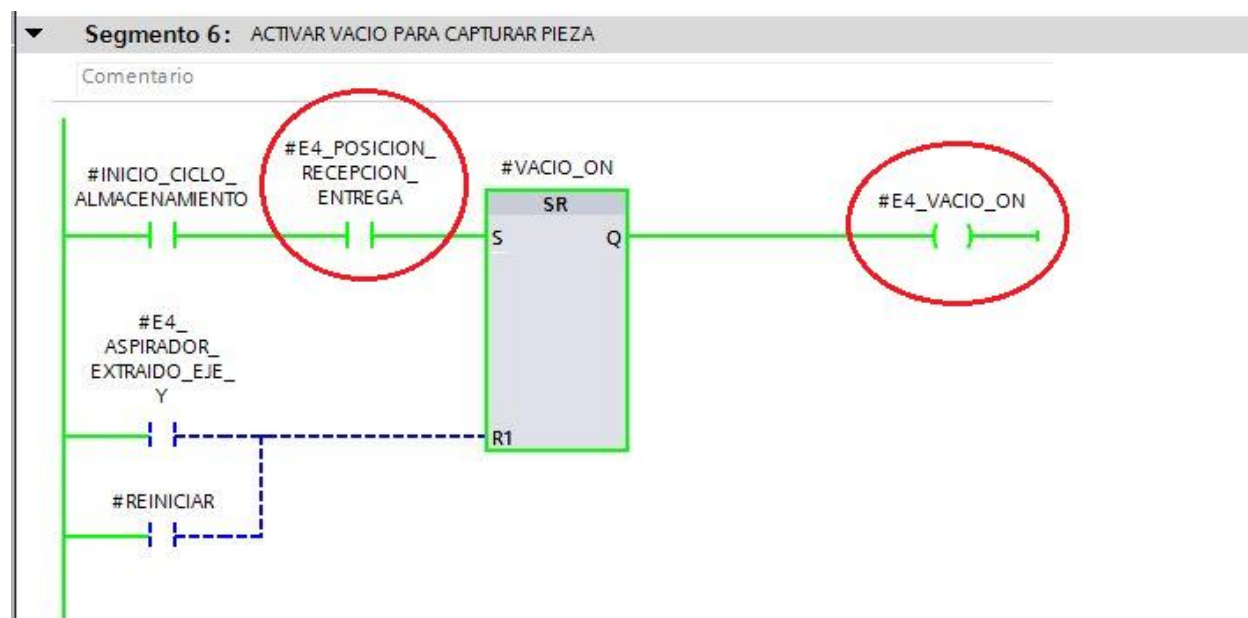 Segmento 6: ACTIVAR VACIO PARA CAPTURAR PIEZA
Comentario
#INICIO_CICLO_
ALMACENAMIENTO
#E4_POSICION_
RECEPCION_
ENTREGA
#VACIO_ON
SR
S
Q
R1
#E4_VACIO_ON
#E4_
ASPIRADOR_
EXTRAIDO_EJE_
Y
#REINICIAR